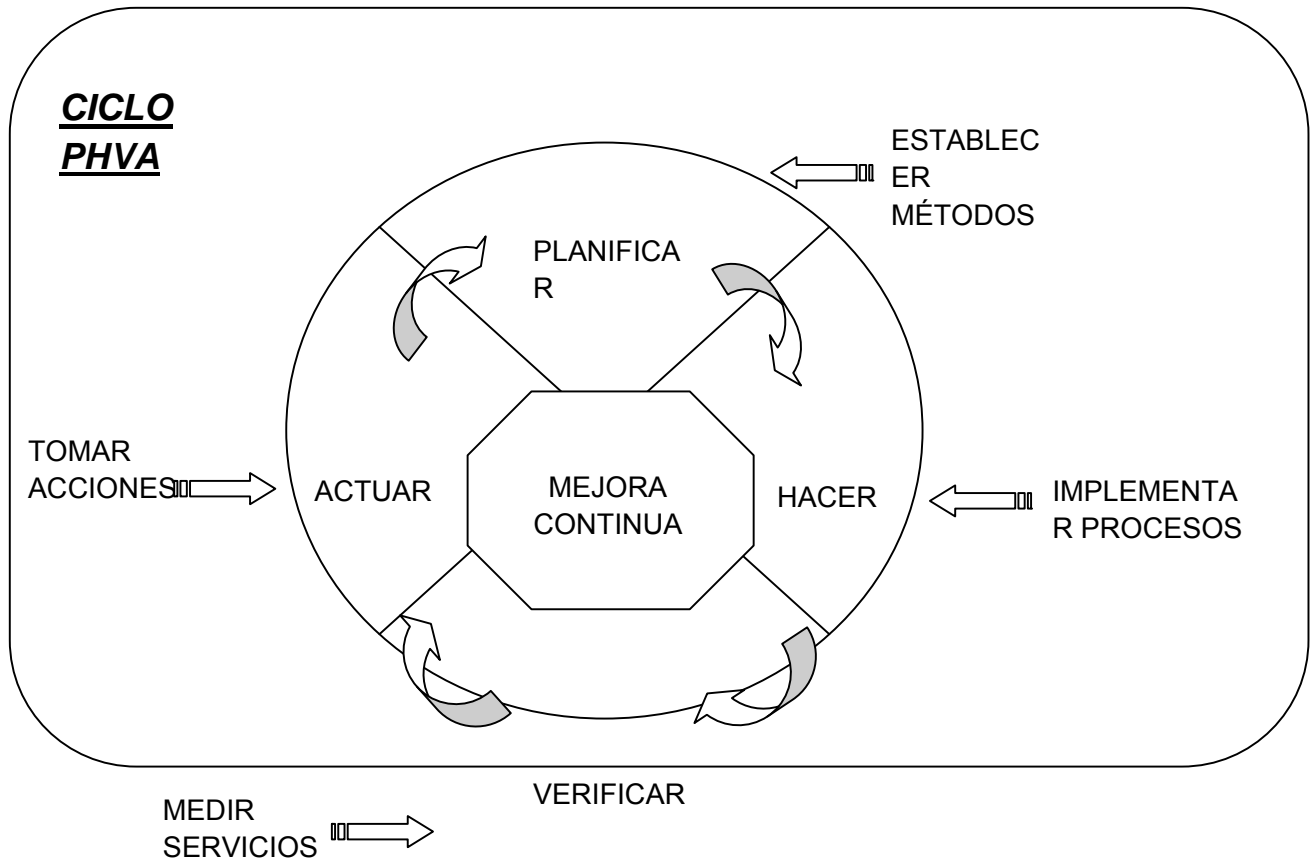 CICLO
PHVA
ESTABLEC
ER
MÉTODOS
PLANIFICA
R
TOMAR
ACCIONES
ACTUAR
MEJORA
CONTINUA
HACER
IMPLEMENTA
R PROCESOS
VERIFICAR
MEDIR
SERVICIOS